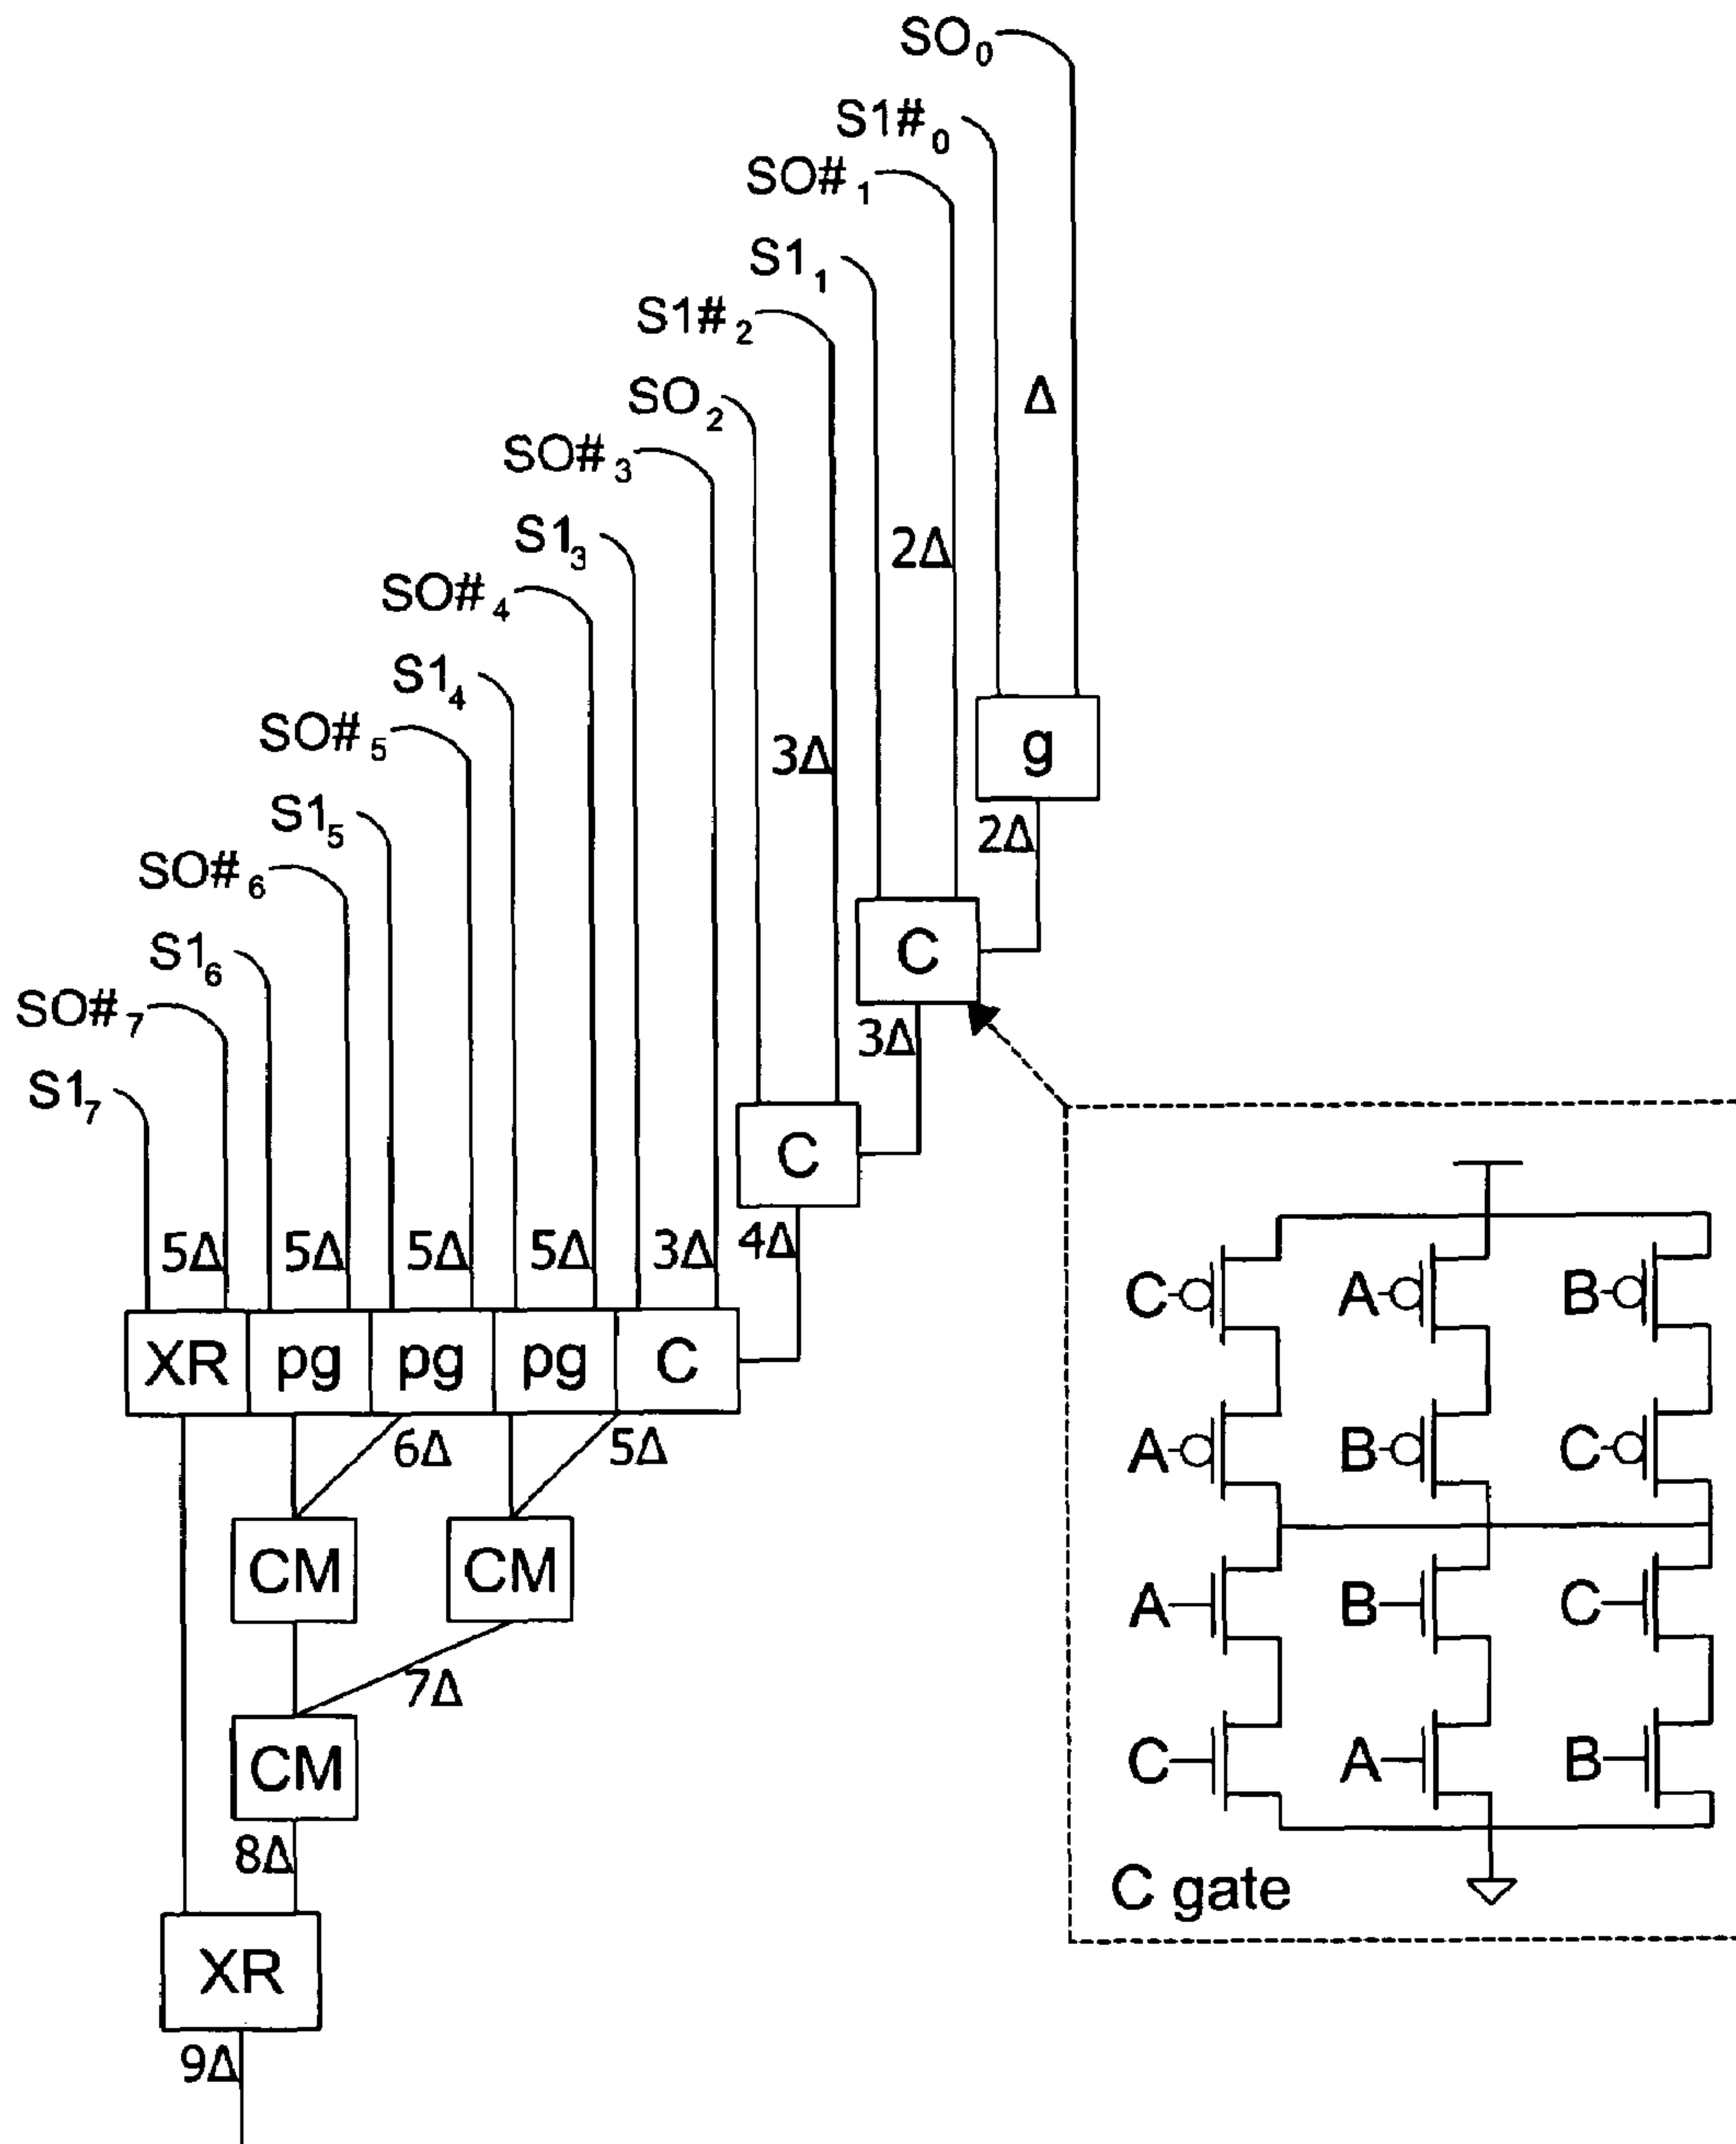 SO0
S1#0
SO#1
S11
S1#2
SO2
SO#3
S13
SO#4
S14
SO#5
S15
SO#6
S16
SO#7
S17
Δ
2Δ
3Δ
g
2Δ
C
3Δ
C
4Δ
5Δ 5Δ 5Δ 5Δ 3Δ
XR pg pg pg C
6Δ 5Δ
CM CM
7Δ
CM
8Δ
XR
9Δ
C A B
A B C
A B C
C A B
C gate